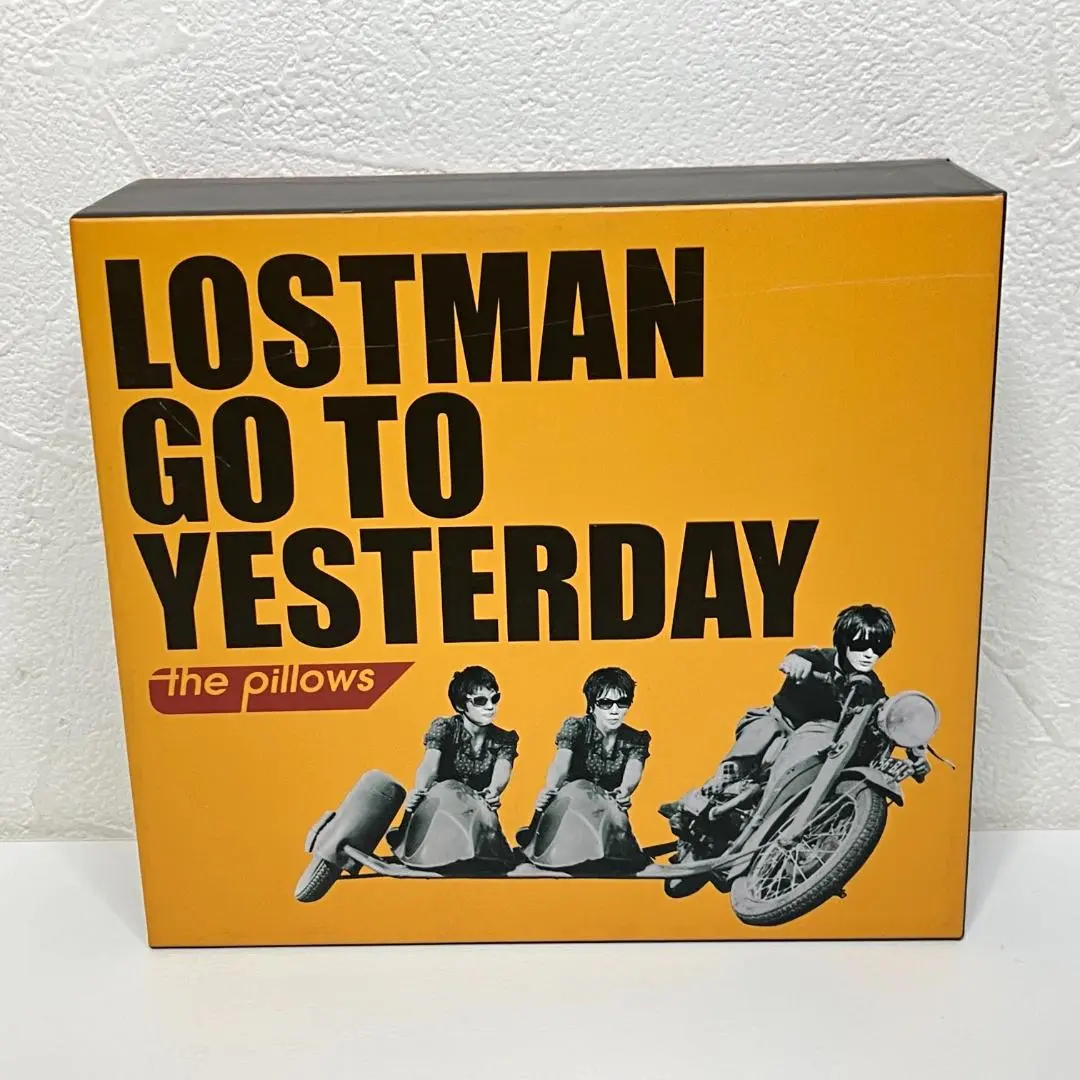 LOSTMAN
GO TO
YESTERDAY
the pillows